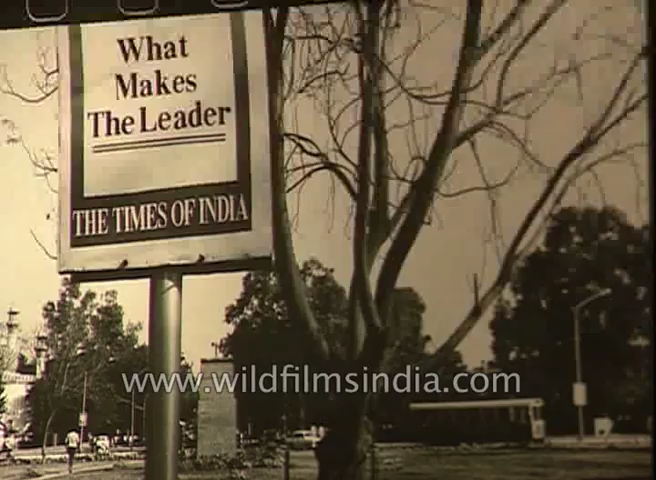 What
Makes
The Leader
THE TIMES OF INDIA
www.wildfilmsindia.com